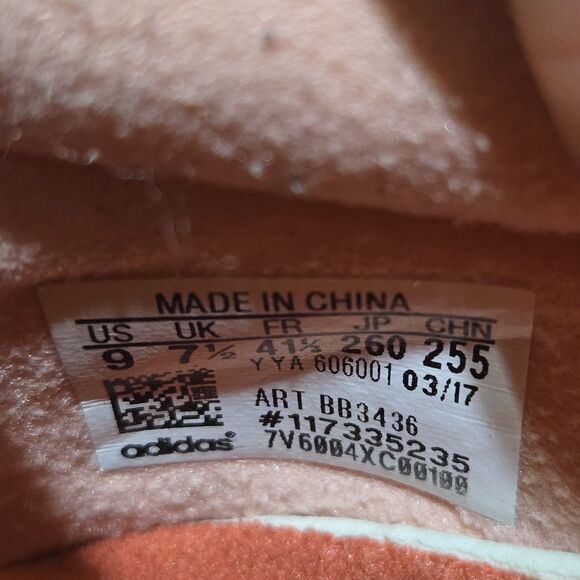 MADE IN CHINA
US UK FR JP CHN
9 7½ 41⅓ 260 255
YYA 606001 03/17
ART BB3436
#117335235
adidas
7V6004XC00100